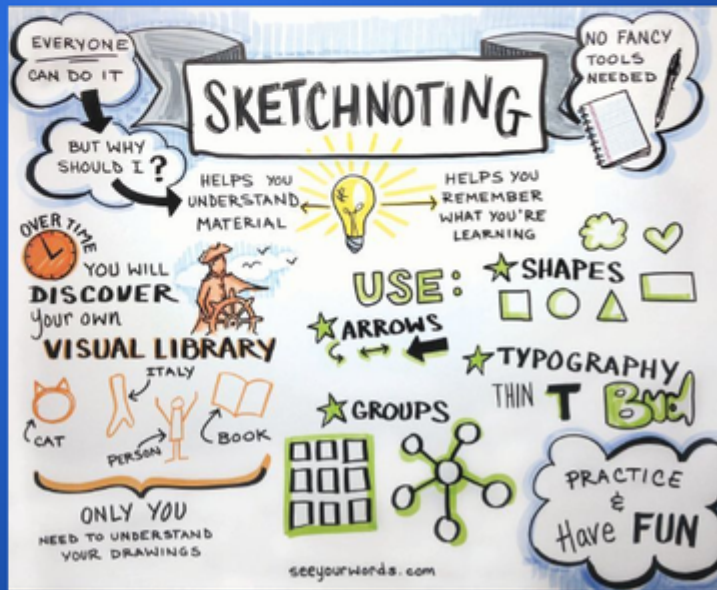 EVERYONE
CAN DO IT
SKETCHNOTING
NO FANCY
TOOLS
NEEDED
BUT WHY
SHOULD I?
HELPS YOU
UNDERSTAND
MATERIAL
HELPS YOU
REMEMBER
WHAT YOU'RE
LEARNING
OVER TIME
YOU WILL
DISCOVER
your own
VISUAL LIBRARY
CAT
ITALY
PERSON
BOOK
ONLY YOU
NEED TO UNDERSTAND
YOUR DRAWINGS
USE:
ARROWS
SHAPES
TYPOGRAPHY
THIN T
GROUPS
PRACTICE
&
Have FUN
seeyourwords.com